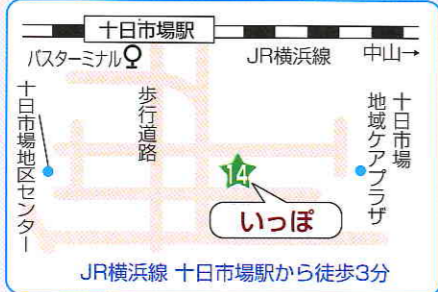 十日市場駅
バスターミナル
JR横浜線
中山→
十日市場地区センター
歩行道路
十日市場
地域ケアプラザ
14
いっぽ
JR横浜線 十日市場駅から徒歩3分